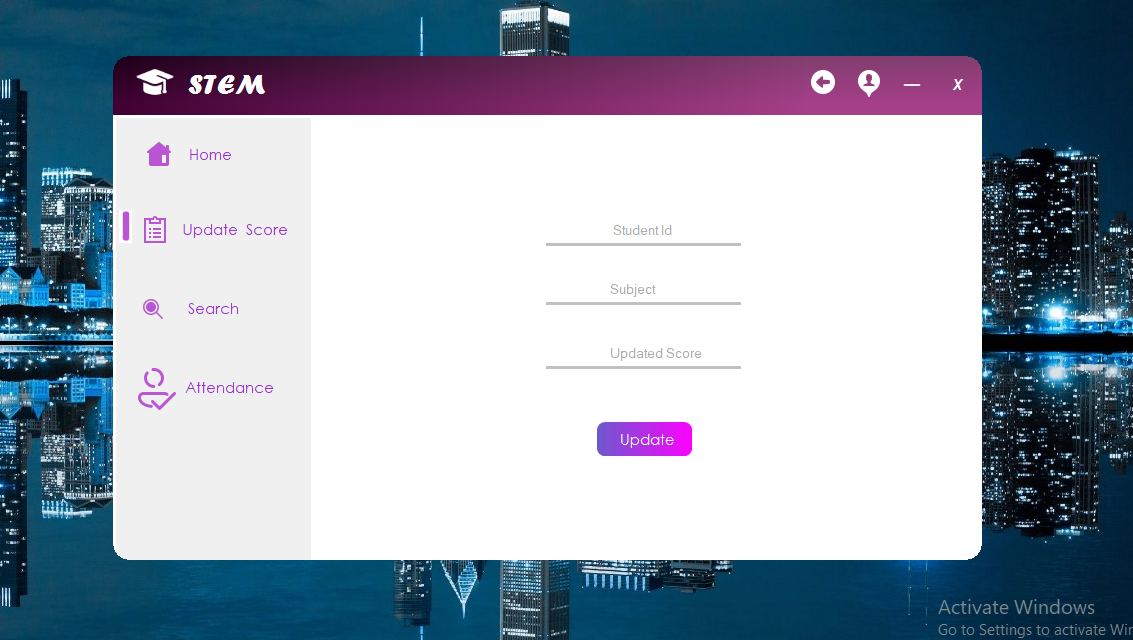 STEM
X
Home
Update Score
Search
Attendance
Student Id
Subject
Updated Score
Update
Activate Windows
Go to Settings to activate Wir